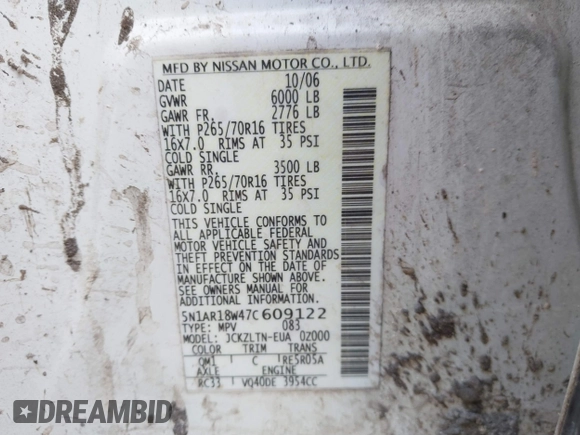 MFD BY NISSAN MOTOR CO., LTD.
DATE 10/06
GVWR 6000 LB
GAWR FR. 2776 LB
WITH P265/70R16 TIRES
16X7.0 RIMS AT 35 PSI
COLD SINGLE
GAWR RR. 3500 LB
WITH P265/70R16 TIRES
16X7.0 RIMS AT 35 PSI
COLD SINGLE
THIS VEHICLE CONFORMS TO
ALL APPLICABLE FEDERAL
MOTOR VEHICLE SAFETY AND
THEFT PREVENTION STANDARDS
IN EFFECT ON THE DATE OF
MANUFACTURE SHOWN ABOVE.
SEE OWNERS MANUAL FOR
ADDITIONAL INFORMATION.
5N1AR18W47C609122
TYPE: MPV 083
MODEL: JCKZLTN-EUA 0Z000
COLOR TRIM TRANS
QM1 C RE5R05A
AXLE ENGINE
RC33 VQ40DE 3954CC
DREAMBID